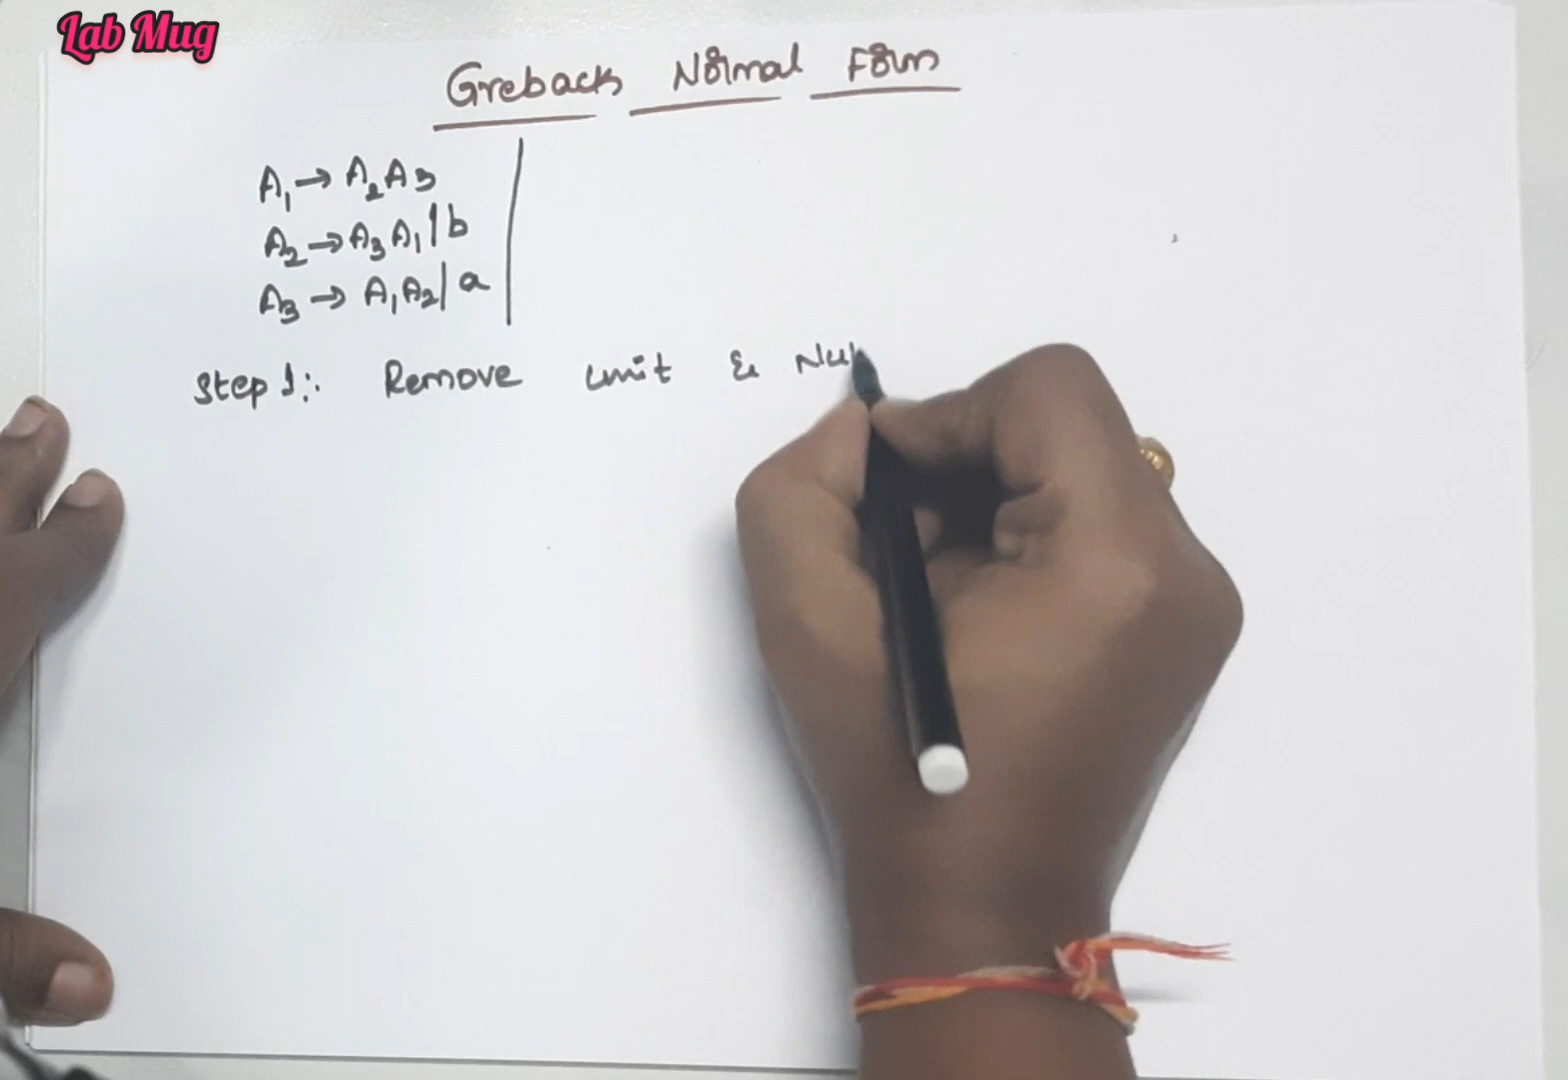 Lab Mug
Greback Normal Form
A₁ → A₂A₃
A₂ → A₃A₁|b
A₃ → A₁A₂|a
Step 1: Remove unit & Nul